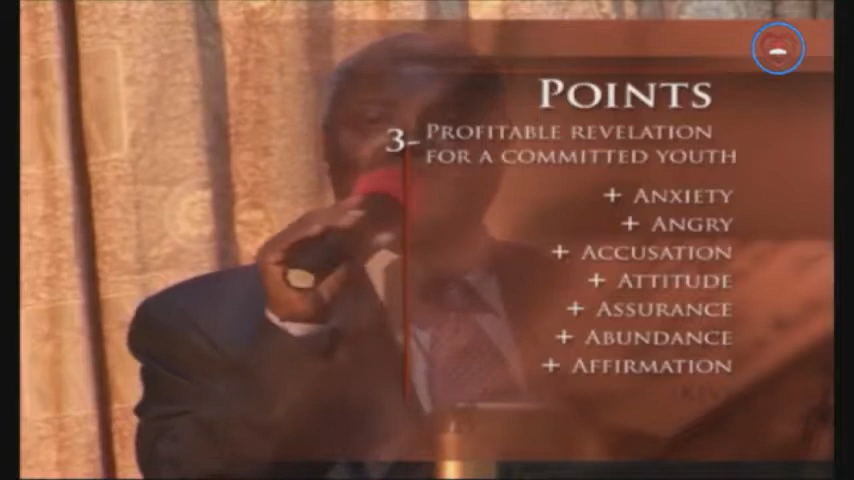 POINTS
3- PROFITABLE REVELATION
FOR A COMMITTED YOUTH
+ ANXIETY
+ ANGRY
+ ACCUSATION
+ ATTITUDE
+ ASSURANCE
+ ABUNDANCE
+ AFFIRMATION